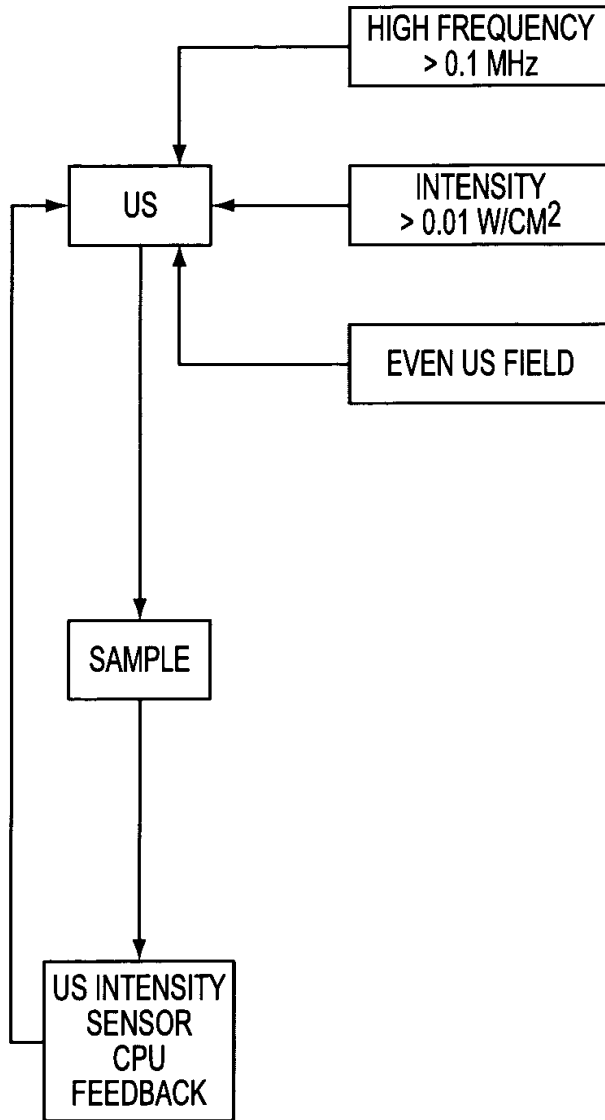 HIGH FREQUENCY
> 0.1 MHz
US
INTENSITY
> 0.01 W/CM2
EVEN US FIELD
SAMPLE
US INTENSITY
SENSOR
CPU
FEEDBACK